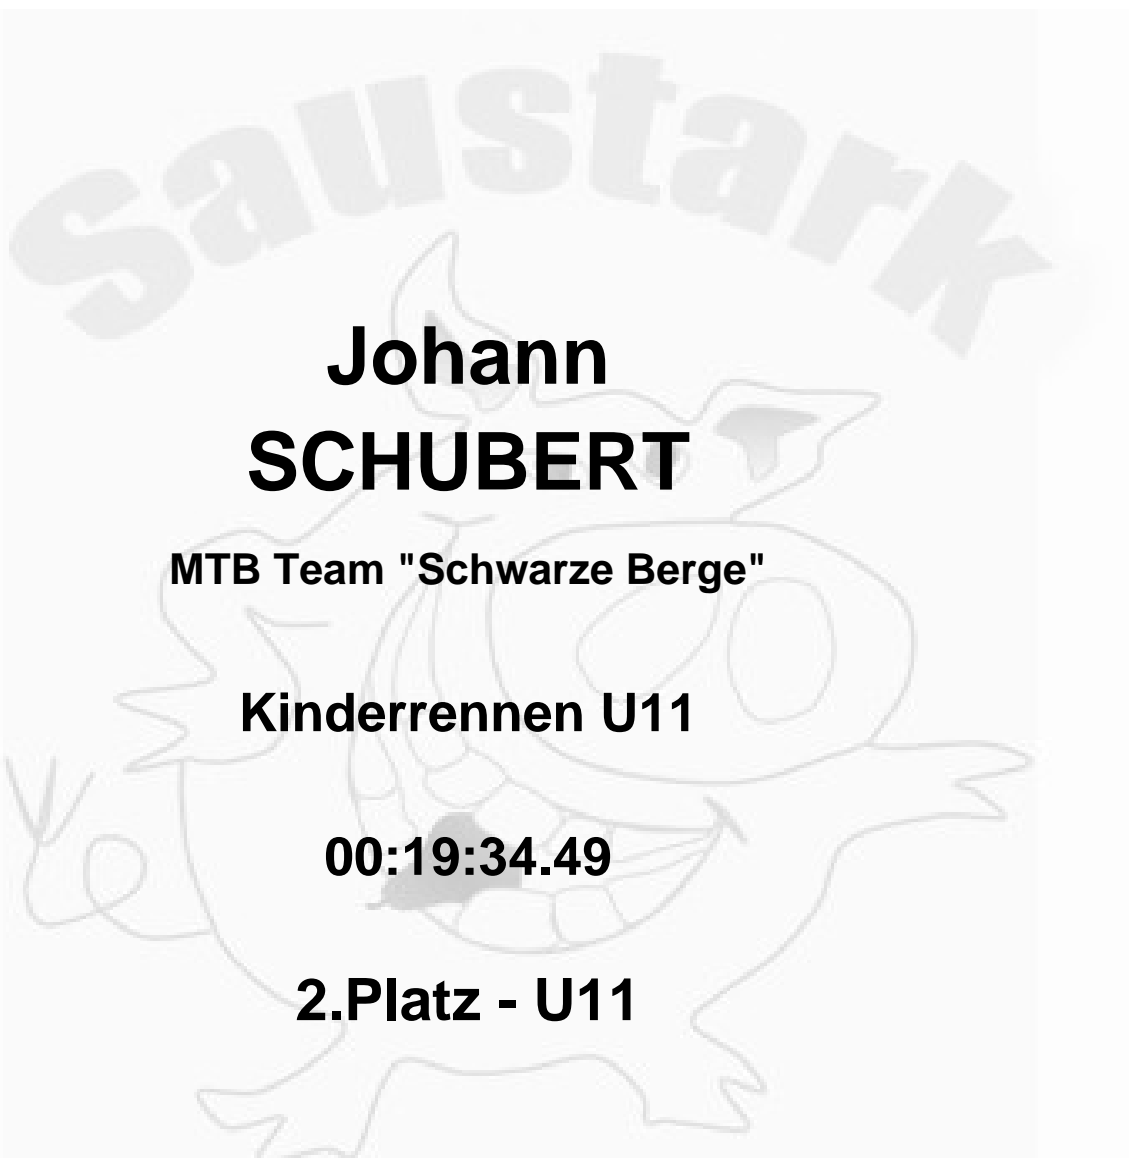 Saustark
Johann
SCHUBERT
MTB Team "Schwarze Berge"
Kinderrennen U11
00:19:34.49
2.Platz - U11